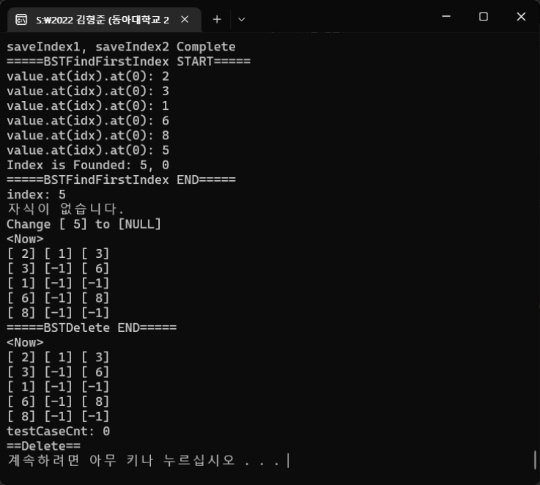 S:₩2022 김형준 (동아대학교 2
saveIndex1, saveIndex2 Complete
=====BSTFindFirstIndex START=====
value.at(idx).at(0): 2
value.at(idx).at(0): 3
value.at(idx).at(0): 1
value.at(idx).at(0): 6
value.at(idx).at(0): 8
value.at(idx).at(0): 5
Index is Founded: 5, 0
=====BSTFindFirstIndex END=====
index: 5
자식이 없습니다.
Change [ 5] to [NULL]
<Now>
[ 2] [ 1] [ 3]
[ 3] [-1] [ 6]
[ 1] [-1] [-1]
[ 6] [-1] [ 8]
[ 8] [-1] [-1]
=====BSTDelete END=====
<Now>
[ 2] [ 1] [ 3]
[ 3] [-1] [ 6]
[ 1] [-1] [-1]
[ 6] [-1] [ 8]
[ 8] [-1] [-1]
testCaseCnt: 0
==Delete==
계속하려면 아무 키나 누르십시오 . . .